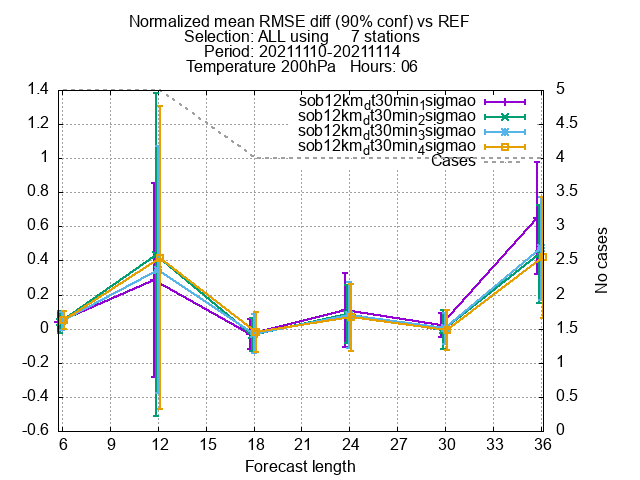 Normalized mean RMSE diff (90% conf) vs REF
Selection: ALL using 7 stations
Period: 20211110-20211114
Temperature 200hPa Hours: 06
sob12km_dt30min_1sigmao
sob12km_dt30min_2sigmao
sob12km_dt30min_3sigmao
sob12km_dt30min_4sigmao
Cases
1.4
1.2
1
0.8
0.6
0.4
0.2
0
-0.2
-0.4
-0.6
5
4.5
4
3.5
3
2.5
2
1.5
1
0.5
0
No cases
6 9 12 15 18 21 24 27 30 33 36
Forecast length